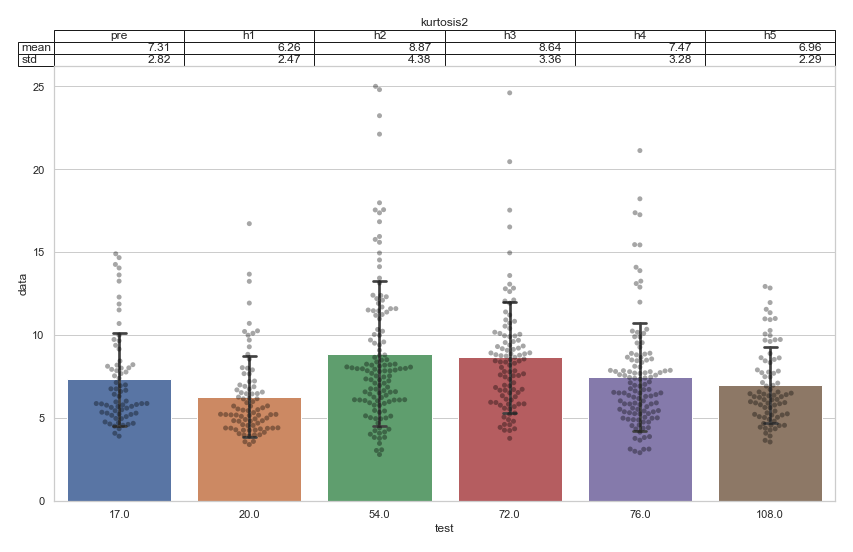 kurtosis2
pre h1 h2 h3 h4 h5
mean 7.31 6.26 8.87 8.64 7.47 6.96
std 2.82 2.47 4.38 3.36 3.28 2.29
25
20
15
10
5
0
data
17.0 20.0 54.0 72.0 76.0 108.0
test